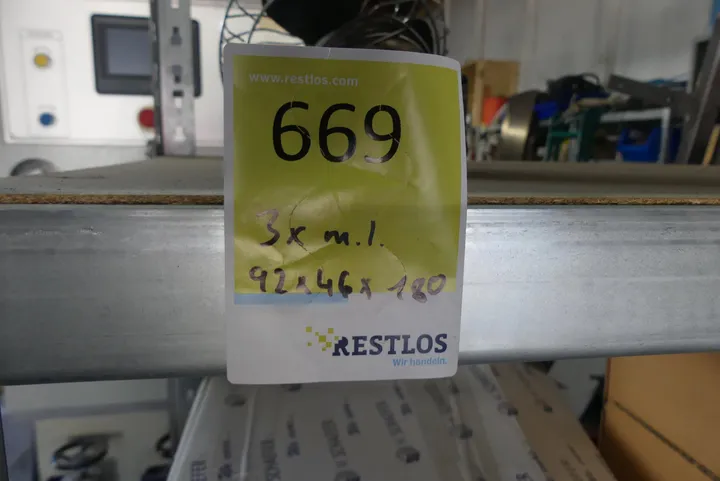 www.restlos.com
669
3x m.l.
92x46x180
RESTLOS
Wir handeln.